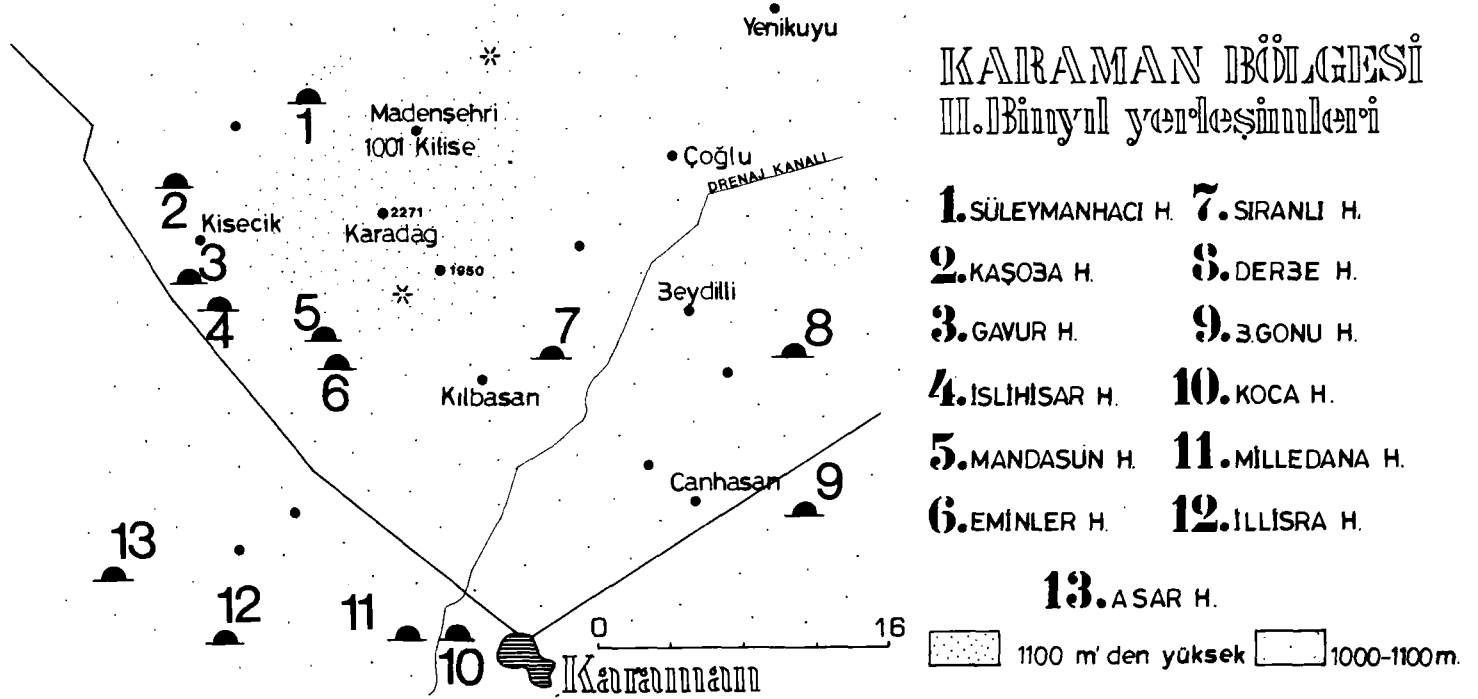 Yenikuyu
1
Madenşehri
1001 Kilise
Çoğlu
DRENAJ KANALI
2
Kisecik
2271
Karadağ
3
1950
4
5
6
7
Beydilli
8
Kılbasan
Canhasan
9
13
12
11
10
Karaman
0 16
KARAMAN BÖLGESİ
II.Binyıl yerleşimleri
1.SÜLEYMANHACI H.
2.KAŞOBA H.
3.GAVUR H.
4.İSLİHİSAR H.
5.MANDASUN H.
6.EMİNLER H.
7.SIRANLI H.
8.DERBE H.
9.B.GONU H.
10.KOCA H.
11.MİLLEDANA H.
12.İLLİSRA H.
13.ASAR H.
1100 m'den yüksek
1000-1100m.